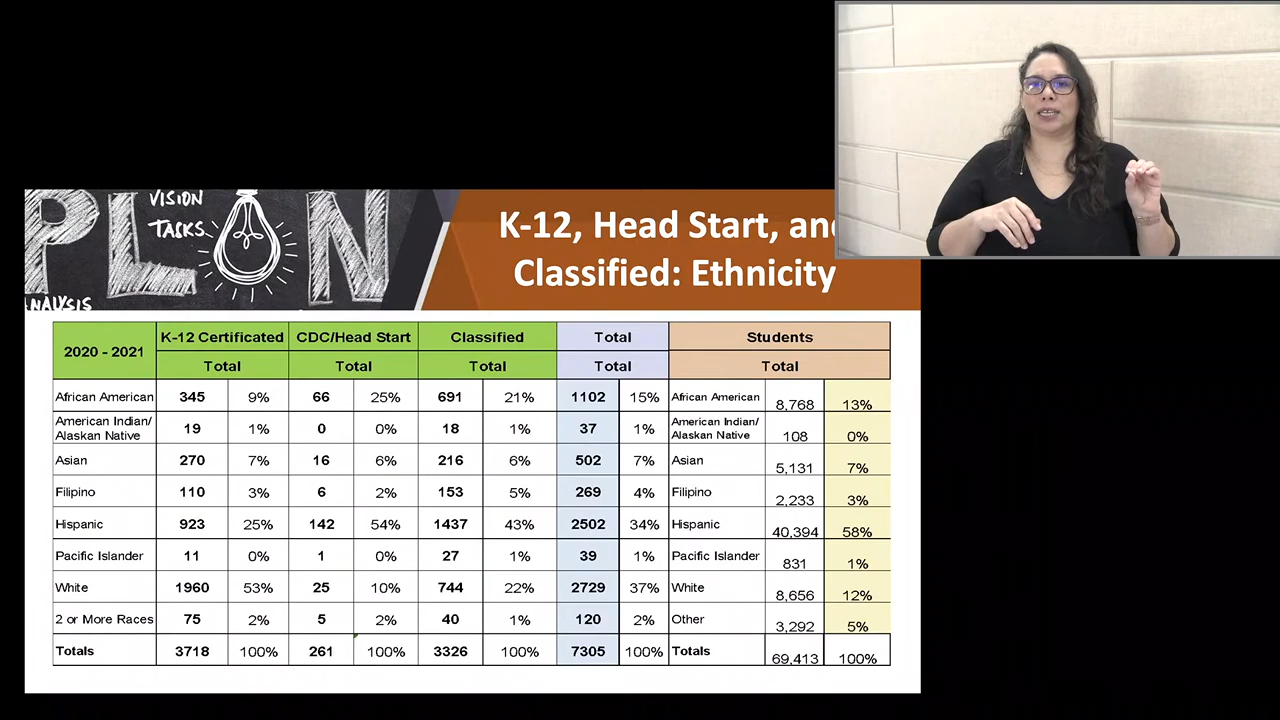 PLAN
VISION
TASKS
ANALYSIS
K-12, Head Start, and
Classified: Ethnicity
2020 - 2021 K-12 Certificated CDC/Head Start Classified Total Students
Total Total Total Total Total
African American 345 9% 66 25% 691 21% 1102 15% African American 8,768 13%
American Indian/
Alaskan Native 19 1% 0 0% 18 1% 37 1% American Indian/
Alaskan Native 108 0%
Asian 270 7% 16 6% 216 6% 502 7% Asian 5,131 7%
Filipino 110 3% 6 2% 153 5% 269 4% Filipino 2,233 3%
Hispanic 923 25% 142 54% 1437 43% 2502 34% Hispanic 40,394 58%
Pacific Islander 11 0% 1 0% 27 1% 39 1% Pacific Islander 831 1%
White 1960 53% 25 10% 744 22% 2729 37% White 8,656 12%
2 or More Races 75 2% 5 2% 40 1% 120 2% Other 3,292 5%
Totals 3718 100% 261 100% 3326 100% 7305 100% Totals 69,413 100%